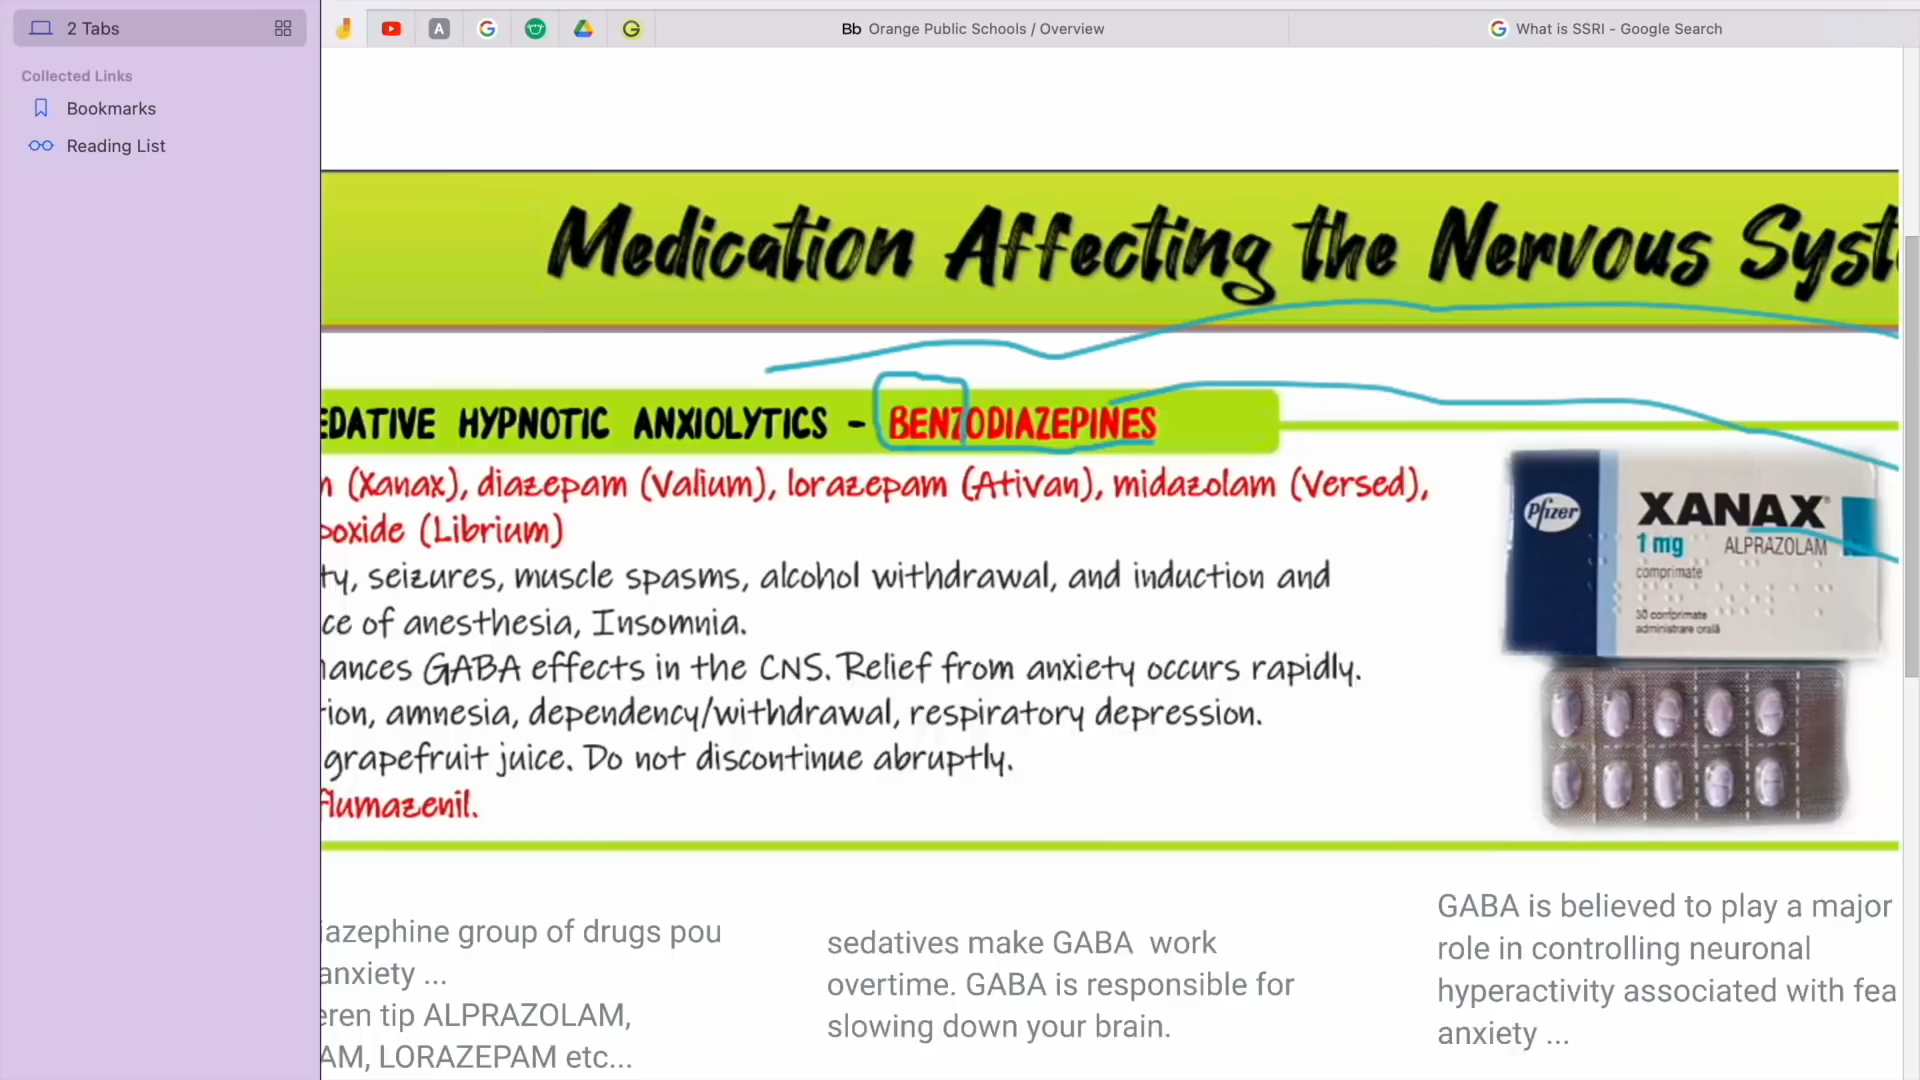 2 Tabs
Collected Links
Bookmarks
Reading List
A
Bb Orange Public Schools / Overview
What is SSRI - Google Search
Medication Affecting the Nervous Syst
EDATIVE HYPNOTIC ANXIOLYTICS - BENZODIAZEPINES
n (Xanax), diazepam (Valium), lorazepam (Ativan), midazolam (Versed),
poxide (Librium)
ty, seizures, muscle spasms, alcohol withdrawal, and induction and
ce of anesthesia, Insomnia.
hances GABA effects in the CNS. Relief from anxiety occurs rapidly.
tion, amnesia, dependency/withdrawal, respiratory depression.
grapefruit juice. Do not discontinue abruptly.
flumazenil.
Pfizer
XANAX®
1 mg
ALPRAZOLAM
comprimate
30 comprimate
administrare orală
iazephine group of drugs pou
anxiety ...
eren tip ALPRAZOLAM,
AM, LORAZEPAM etc...
sedatives make GABA work
overtime. GABA is responsible for
slowing down your brain.
GABA is believed to play a major
role in controlling neuronal
hyperactivity associated with fea
anxiety ...